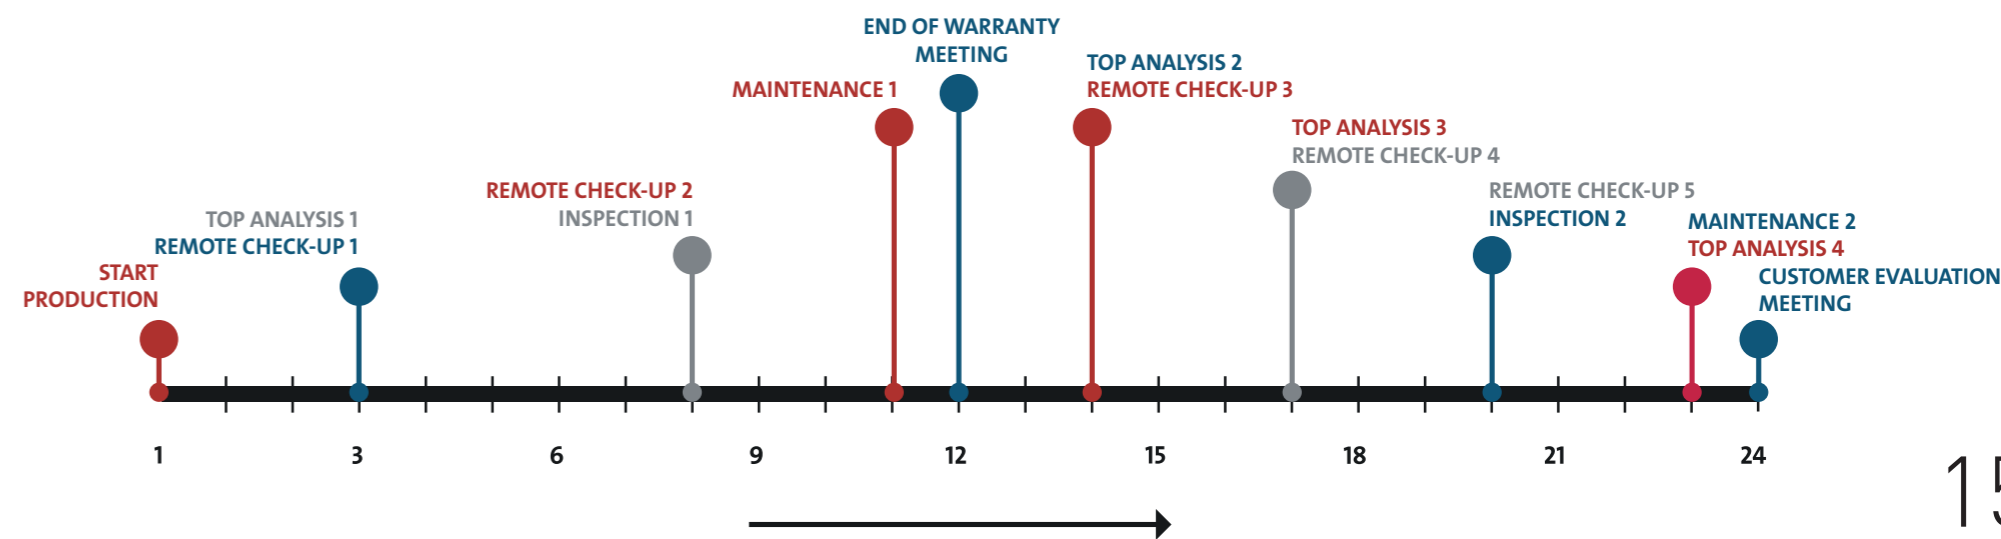 START
PRODUCTION
TOP ANALYSIS 1
REMOTE CHECK-UP 1
REMOTE CHECK-UP 2
INSPECTION 1
MAINTENANCE 1
END OF WARRANTY
MEETING
TOP ANALYSIS 2
REMOTE CHECK-UP 3
TOP ANALYSIS 3
REMOTE CHECK-UP 4
REMOTE CHECK-UP 5
INSPECTION 2
MAINTENANCE 2
TOP ANALYSIS 4
CUSTOMER EVALUATION
MEETING
1 3 6 9 12 15 18 21 24
15